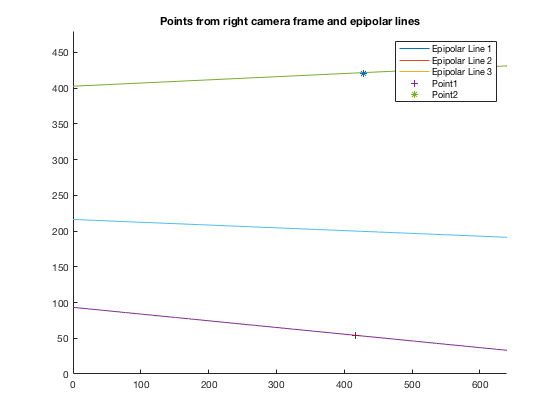 Points from right camera frame and epipolar lines
450
400
350
300
250
200
150
100
50
0
0 100 200 300 400 500 600
Epipolar Line 1
Epipolar Line 2
Epipolar Line 3
Point1
Point2